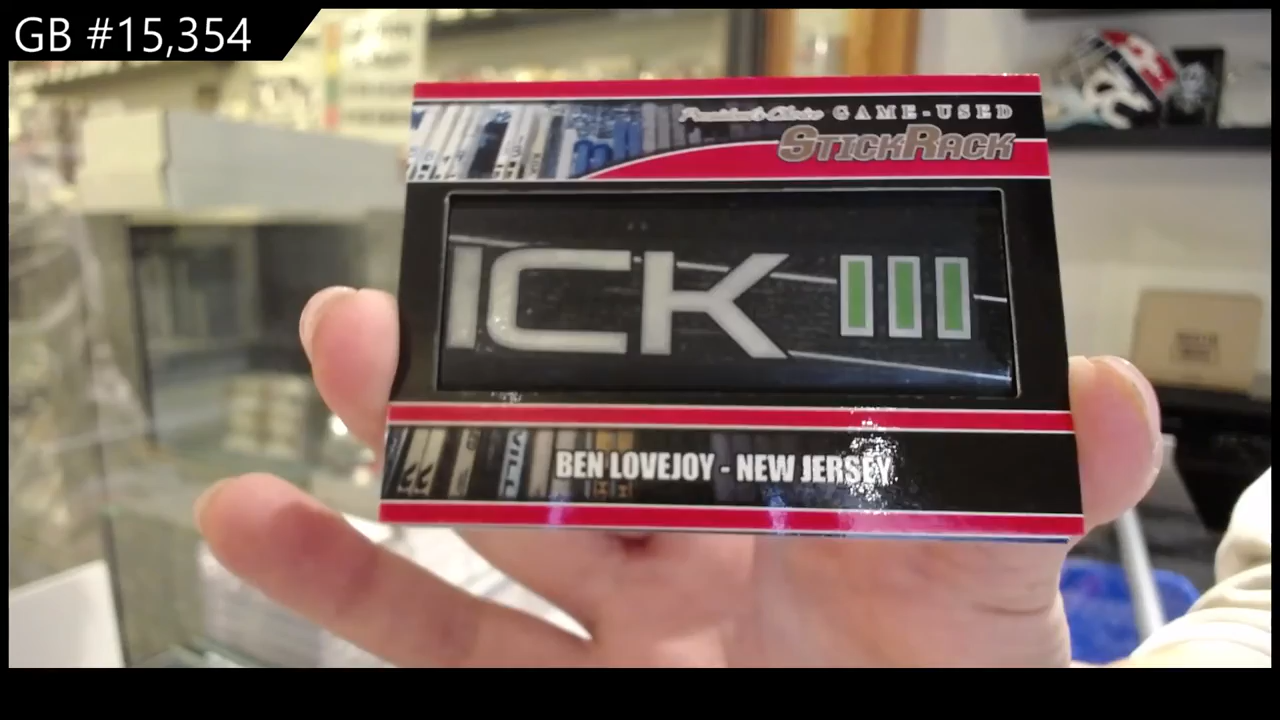 GB #15,354
President's Choice GAME-USED
STICKRACK
ICK III
BEN LOVEJOY - NEW JERSEY